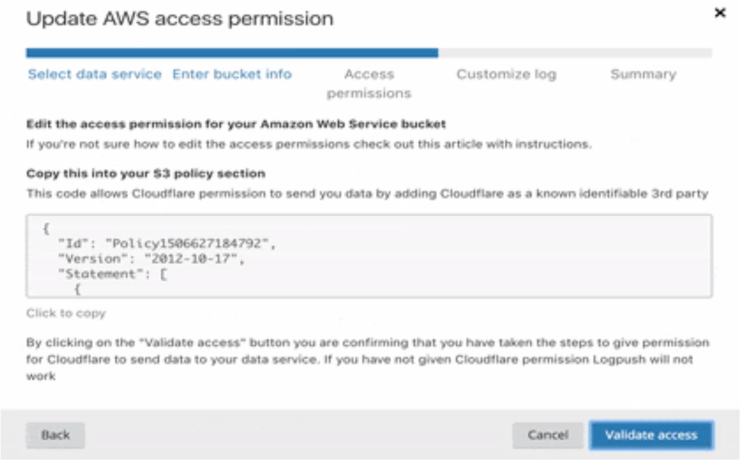 Update AWS access permission
×
Select data service Enter bucket info Access permissions Customize log Summary
Edit the access permission for your Amazon Web Service bucket
If you're not sure how to edit the access permissions check out this article with instructions.
Copy this into your S3 policy section
This code allows Cloudflare permission to send you data by adding Cloudflare as a known identifiable 3rd party
{
"Id": "Policy1506627184792",
"Version": "2012-10-17",
"Statement": [
{
Click to copy
By clicking on the "Validate access" button you are confirming that you have taken the steps to give permission
for Cloudflare to send data to your data service. If you have not given Cloudflare permission Logpush will not
work
Back Cancel Validate access